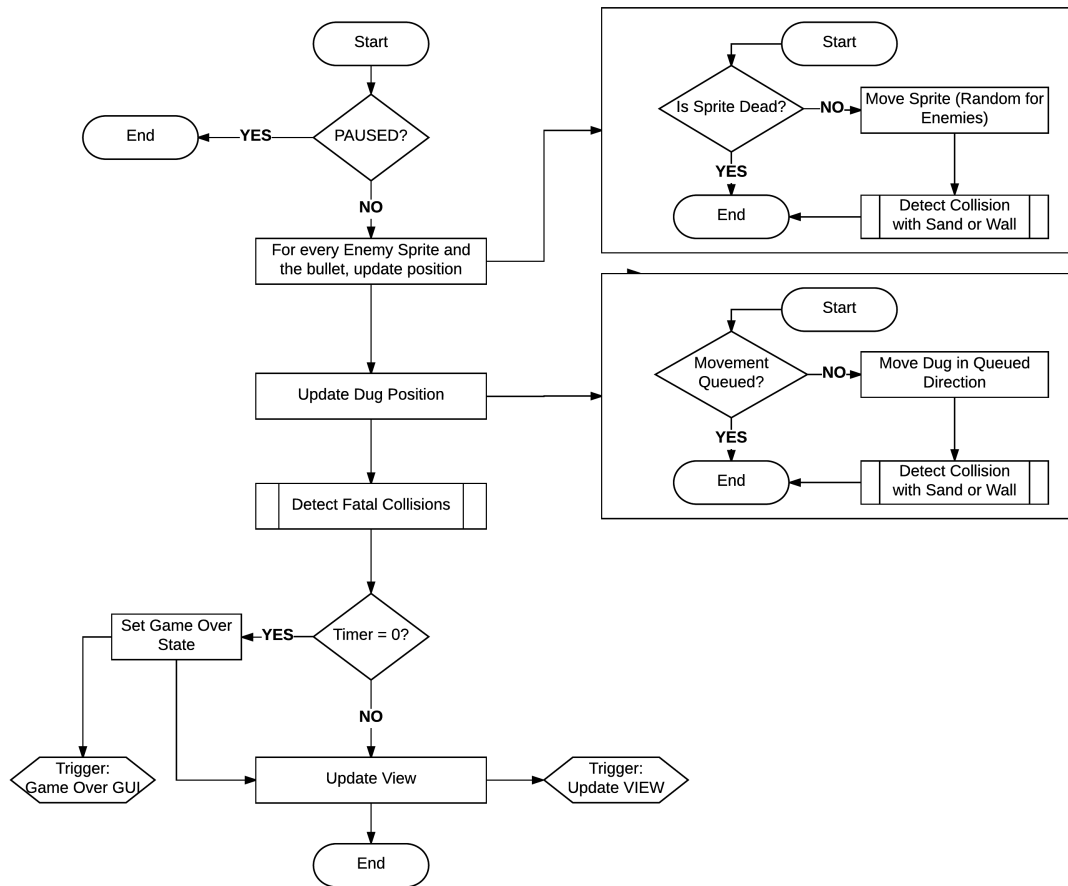 Start
PAUSED?
YES
End
NO
For every Enemy Sprite and
the bullet, update position
Update Dug Position
Detect Fatal Collisions
Timer = 0?
YES
Set Game Over
State
NO
Trigger:
Game Over GUI
Update View
Trigger:
Update VIEW
End
Start
Is Sprite Dead?
NO
Move Sprite (Random for
Enemies)
YES
End
Detect Collision
with Sand or Wall
Start
Movement
Queued?
NO
Move Dug in Queued
Direction
YES
End
Detect Collision
with Sand or Wall